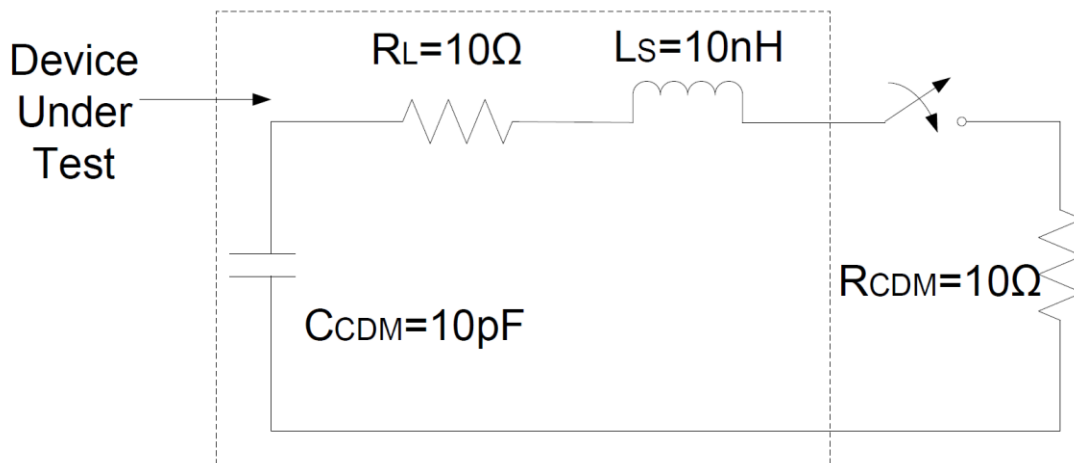 Device
Under
Test
RL=10Ω
LS=10nH
CCDM=10pF
RCDM=10Ω